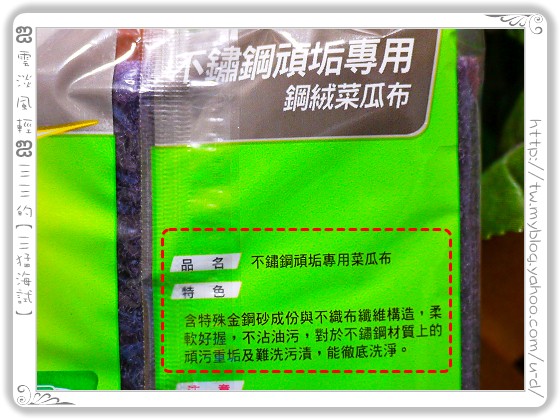 不鏽鋼頑垢專用
鋼絨菜瓜布
品名 不鏽鋼頑垢專用菜瓜布
特色
含特殊金鋼砂成份與不織布纖維構造，柔
軟好握，不沾油污，對於不鏽鋼材質上的
頑污重垢及難洗污漬，能徹底洗淨。
注意
雲淡風輕 三三的【三猛海試】
http://tw.myblog.yahoo.com/u-d/